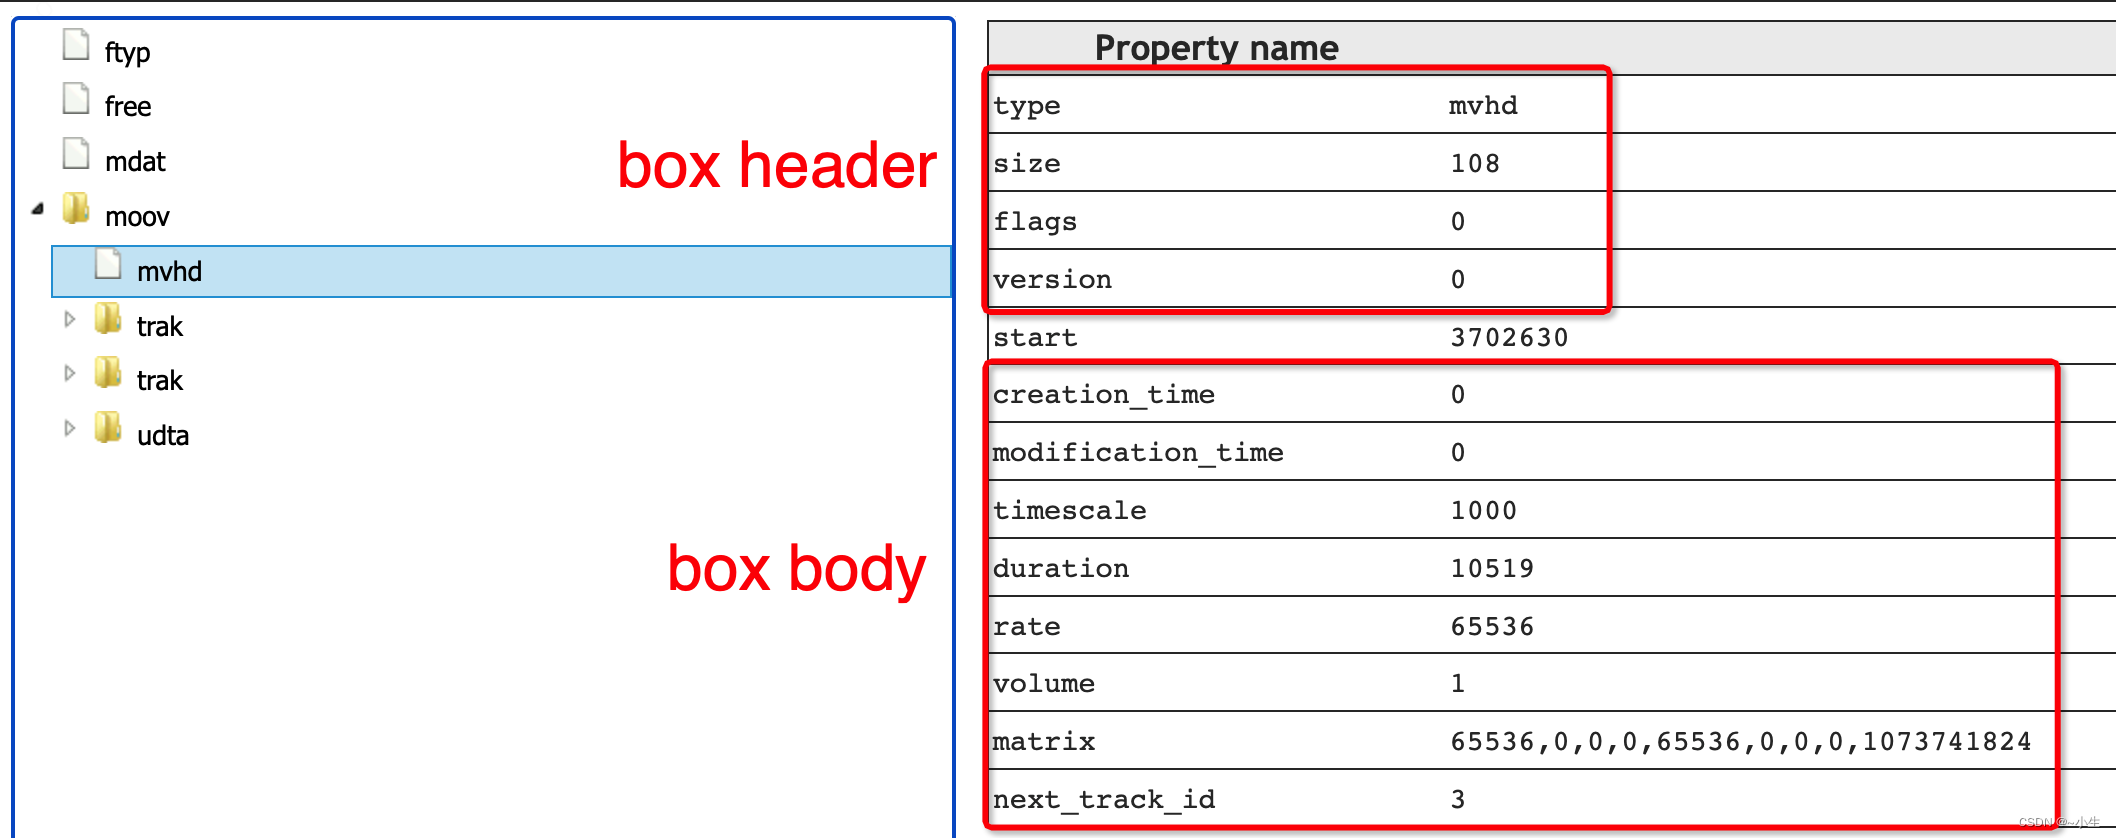 ftyp
free
mdat
moov
mvhd
trak
trak
udta
box header
box body
Property name
type mvhd
size 108
flags 0
version 0
start 3702630
creation_time 0
modification_time 0
timescale 1000
duration 10519
rate 65536
volume 1
matrix 65536,0,0,0,65536,0,0,0,1073741824
next_track_id 3
CSDN @~小生